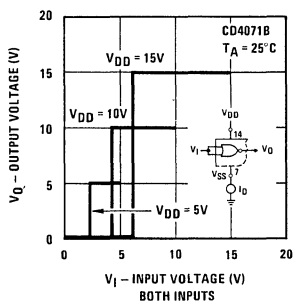 CD4071B
T_A = 25°C
V_DD = 15V
V_DD = 10V
V_DD = 5V
V_O - OUTPUT VOLTAGE (V)
20
15
10
5
0
0 5 10 15 20
V_I - INPUT VOLTAGE (V)
BOTH INPUTS
V_DD
14
V_I
V_O
V_SS
7
I_D